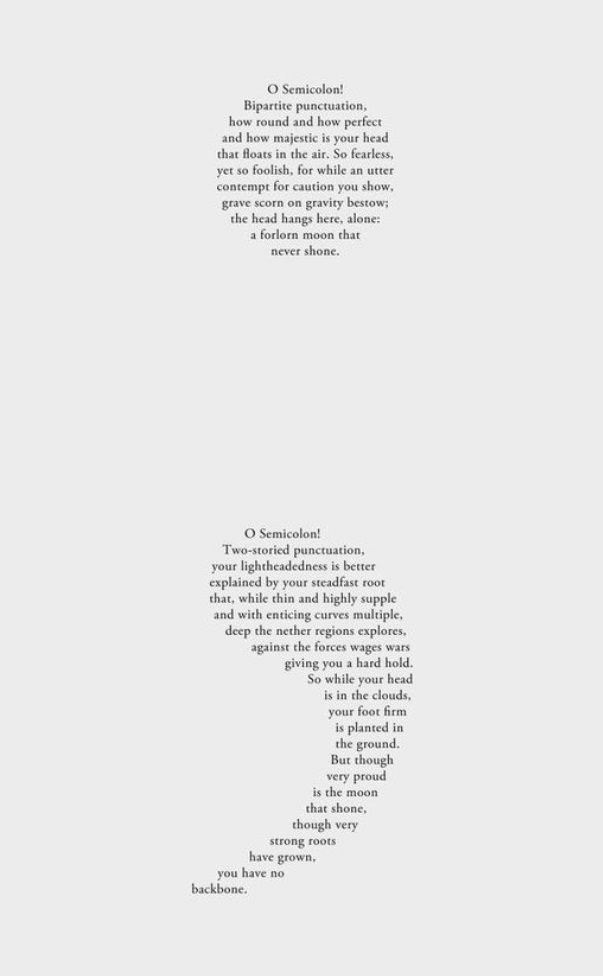 O Semicolon!
Bipartite punctuation,
how round and how perfect
and how majestic is your head
that floats in the air. So fearless,
yet so foolish, for while an utter
contempt for caution you show,
grave scorn on gravity bestow;
the head hangs here, alone:
a forlorn moon that
never shone.
O Semicolon!
Two-storied punctuation,
your lightheadedness is better
explained by your steadfast root
that, while thin and highly supple
and with enticing curves multiple,
deep the nether regions explores,
against the forces wages wars
giving you a hard hold.
So while your head
is in the clouds,
your foot firm
is planted in
the ground.
But though
very proud
is the moon
that shone,
though very
strong roots
have grown,
you have no
backbone.